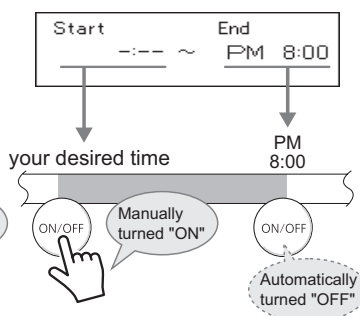 Start End
-:-- ~ PM 8:00
your desired time
PM
8:00
ON/OFF
Manually
turned "ON"
ON/OFF
Automatically
turned "OFF"